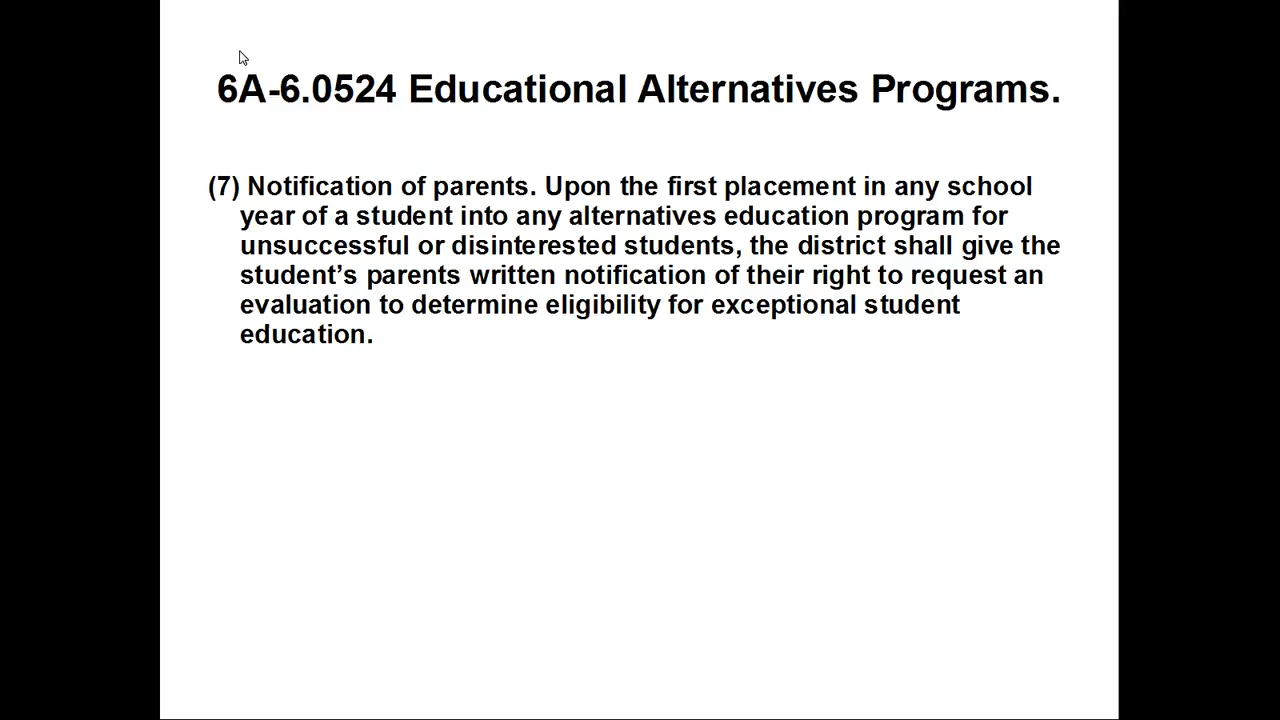 6A-6.0524 Educational Alternatives Programs.
(7) Notification of parents. Upon the first placement in any school
year of a student into any alternatives education program for
unsuccessful or disinterested students, the district shall give the
student’s parents written notification of their right to request an
evaluation to determine eligibility for exceptional student
education.